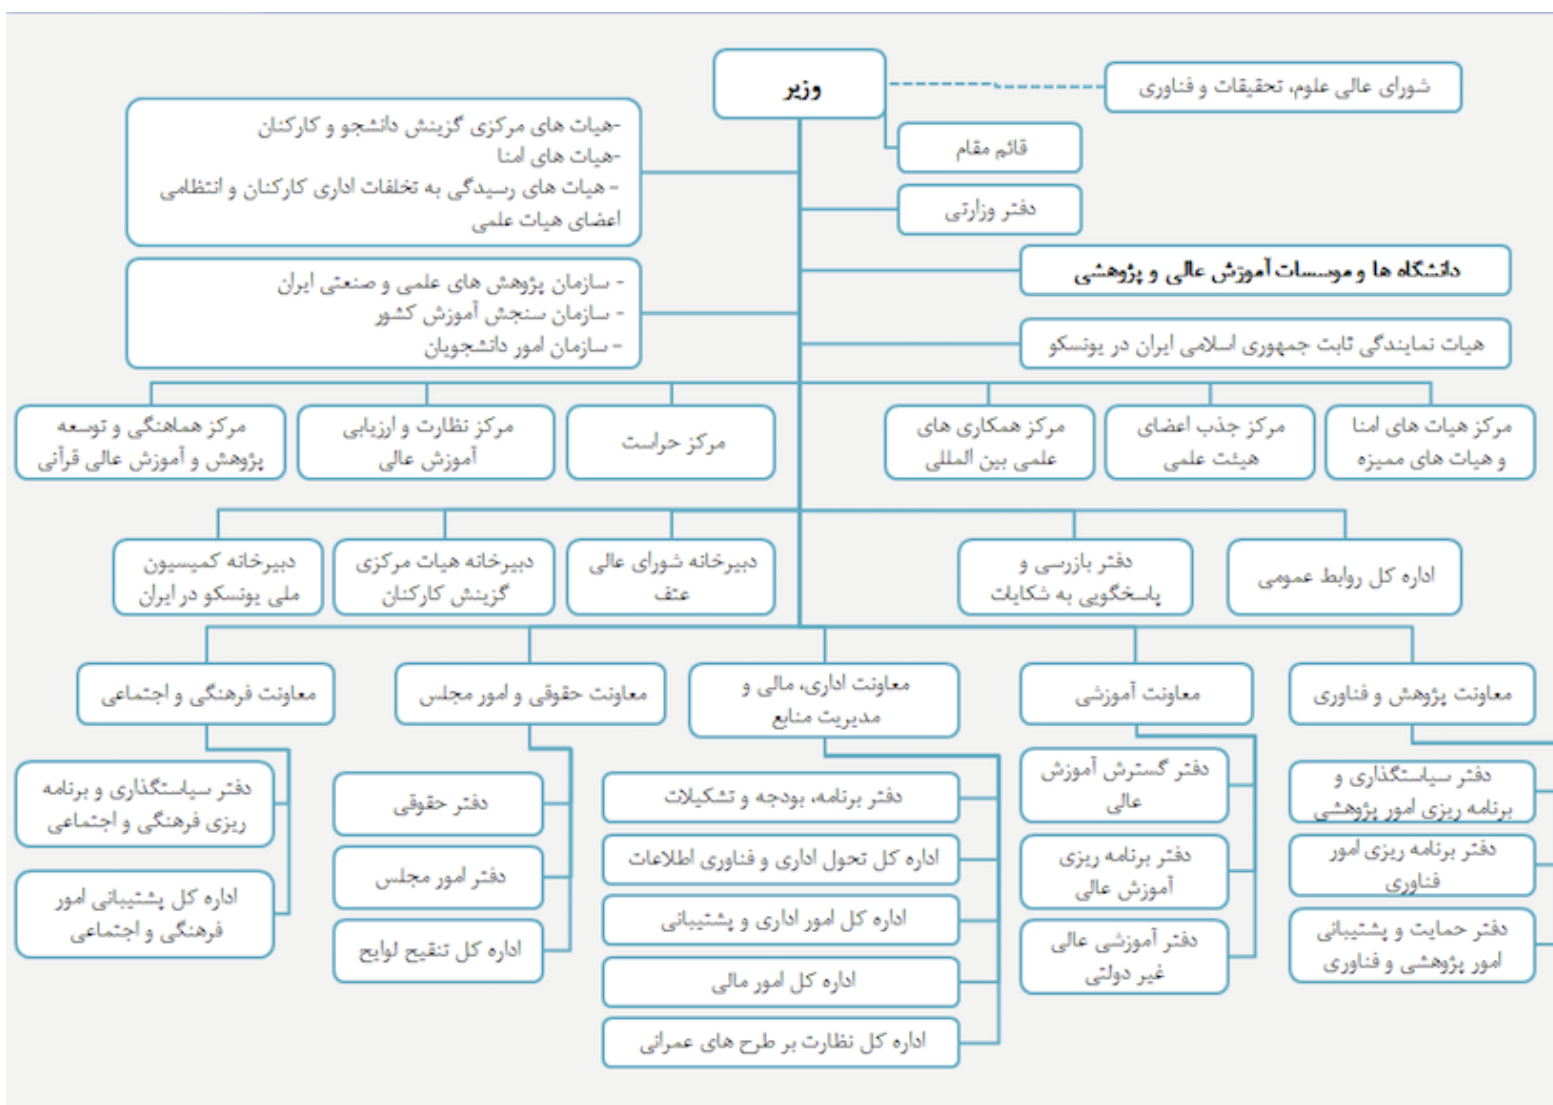 وزیر
شورای عالی علوم، تحقیقات و فناوری
قائم مقام
دفتر وزارتی
-هیات های مرکزی گزینش دانشجو و کارکنان
-هیات های امنا
- هیات های رسیدگی به تخلفات اداری کارکنان و انتظامی
اعضای هیات علمی
دانشگاه ها و موسسات آموزش عالی و پژوهشی
- سازمان پژوهش های علمی و صنعتی ایران
- سازمان سنجش آموزش کشور
- سازمان امور دانشجویان
هیات نمایندگی ثابت جمهوری اسلامی ایران در یونسکو
مرکز هیات های امنا
و هیات های ممیزه
مرکز جذب اعضای
هیئت علمی
مرکز همکاری های
علمی بین المللی
مرکز حراست
مرکز نظارت و ارزیابی
آموزش عالی
مرکز هماهنگی و توسعه
پژوهش و آموزش عالی قرآنی
اداره کل روابط عمومی
دفتر بازرسی و
پاسخگویی به شکایات
دبیرخانه شورای عالی
عتف
دبیرخانه هیات مرکزی
گزینش کارکنان
دبیرخانه کمیسیون
ملی یونسکو در ایران
معاونت پژوهش و فناوری
معاونت آموزشی
معاونت اداری، مالی و
مدیریت منابع
معاونت حقوقی و امور مجلس
معاونت فرهنگی و اجتماعی
دفتر سیاستگذاری و
برنامه ریزی امور پژوهشی
دفتر برنامه ریزی امور
فناوری
دفتر حمایت و پشتیبانی
امور پژوهشی و فناوری
دفتر گسترش آموزش
عالی
دفتر برنامه ریزی
آموزش عالی
دفتر آموزشی عالی
غیر دولتی
دفتر برنامه، بودجه و تشکیلات
اداره کل تحول اداری و فناوری اطلاعات
اداره کل امور اداری و پشتیبانی
اداره کل امور مالی
اداره کل نظارت بر طرح های عمرانی
دفتر حقوقی
دفتر امور مجلس
اداره کل تنقیح لوایح
دفتر سیاستگذاری و برنامه
ریزی فرهنگی و اجتماعی
اداره کل پشتیبانی امور
فرهنگی و اجتماعی